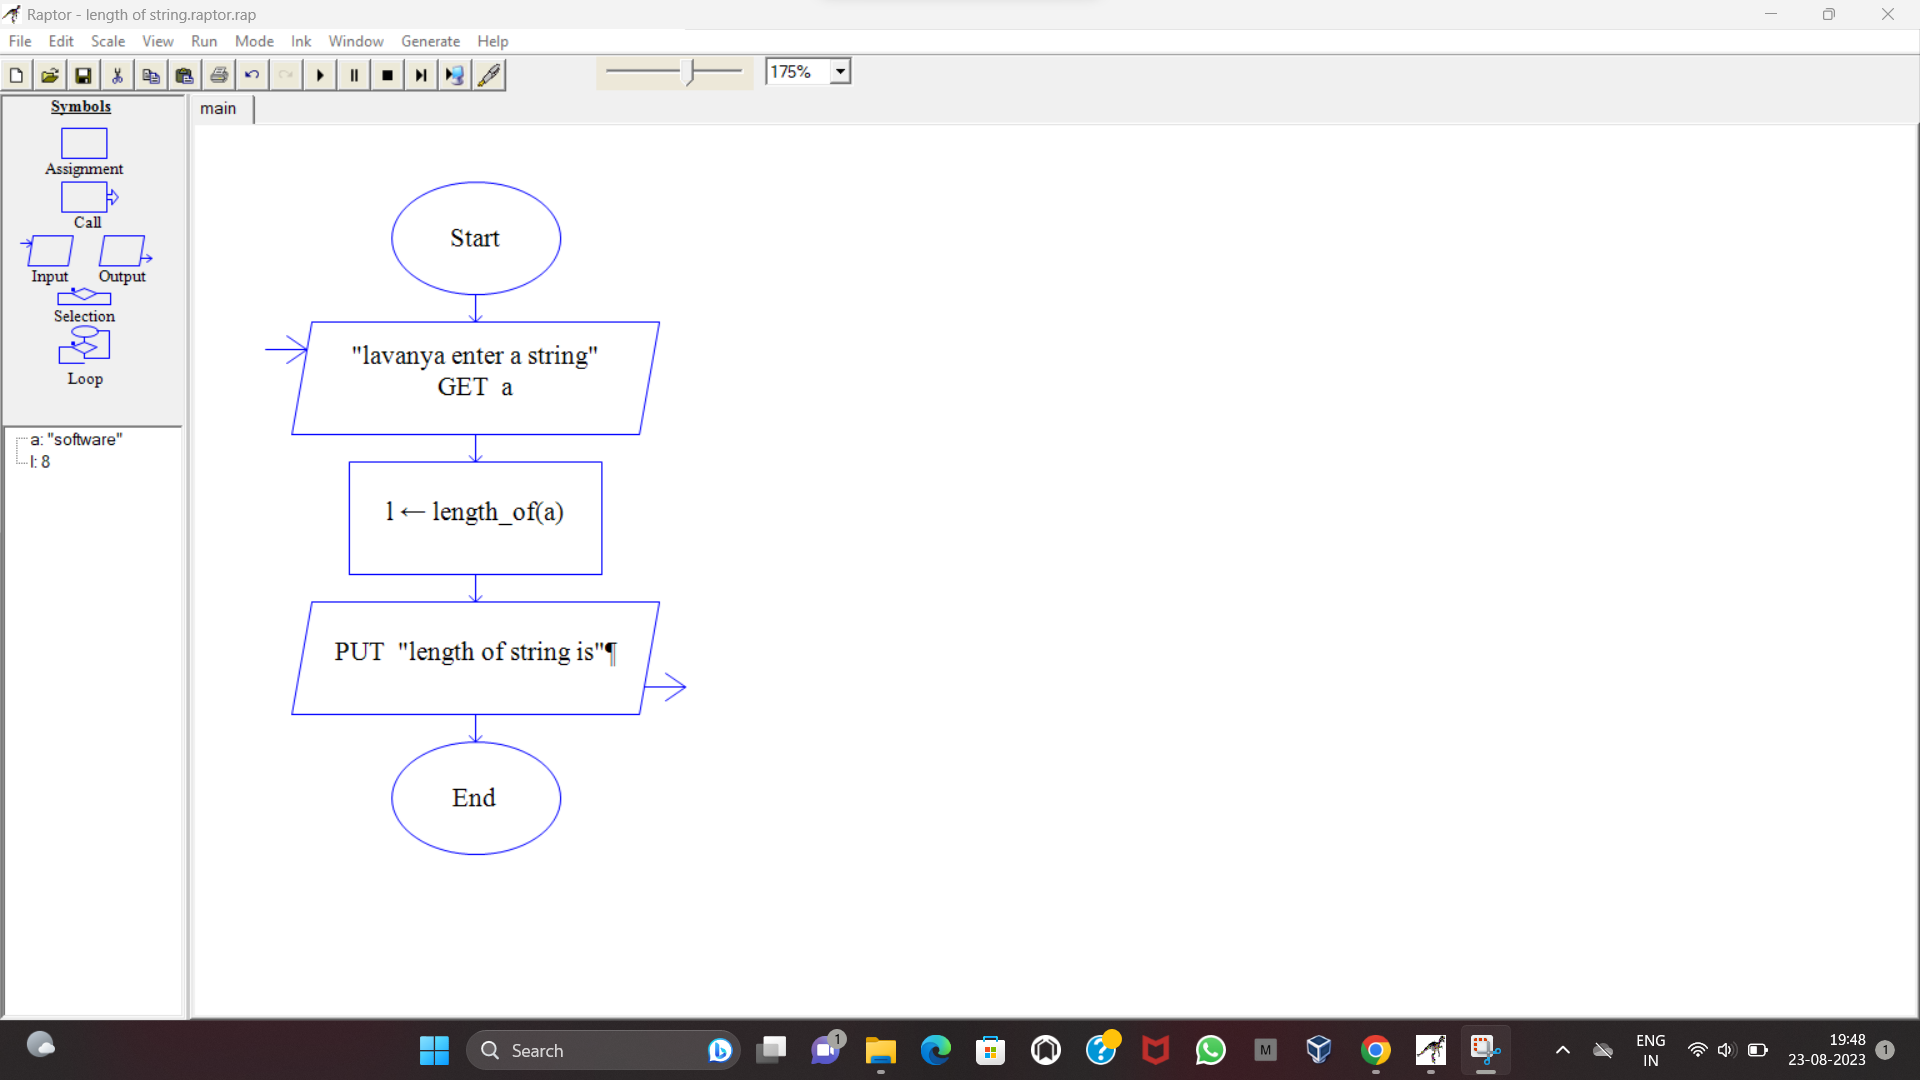 Raptor - length of string.raptor.rap
File Edit Scale View Run Mode Ink Window Generate Help
175%
Symbols
main
Assignment
Call
Input Output
Selection
Loop
a: "software"
l: 8
Start
"lavanya enter a string"
GET a
l ← length_of(a)
PUT "length of string is"¶
End
Search
1
M
ENG
IN
19:48
23-08-2023
1